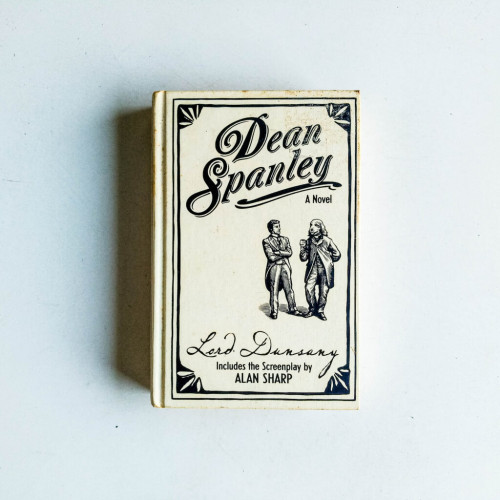 Dean
Spanley
A Novel
Lord Dunsany
Includes the Screenplay by
ALAN SHARP